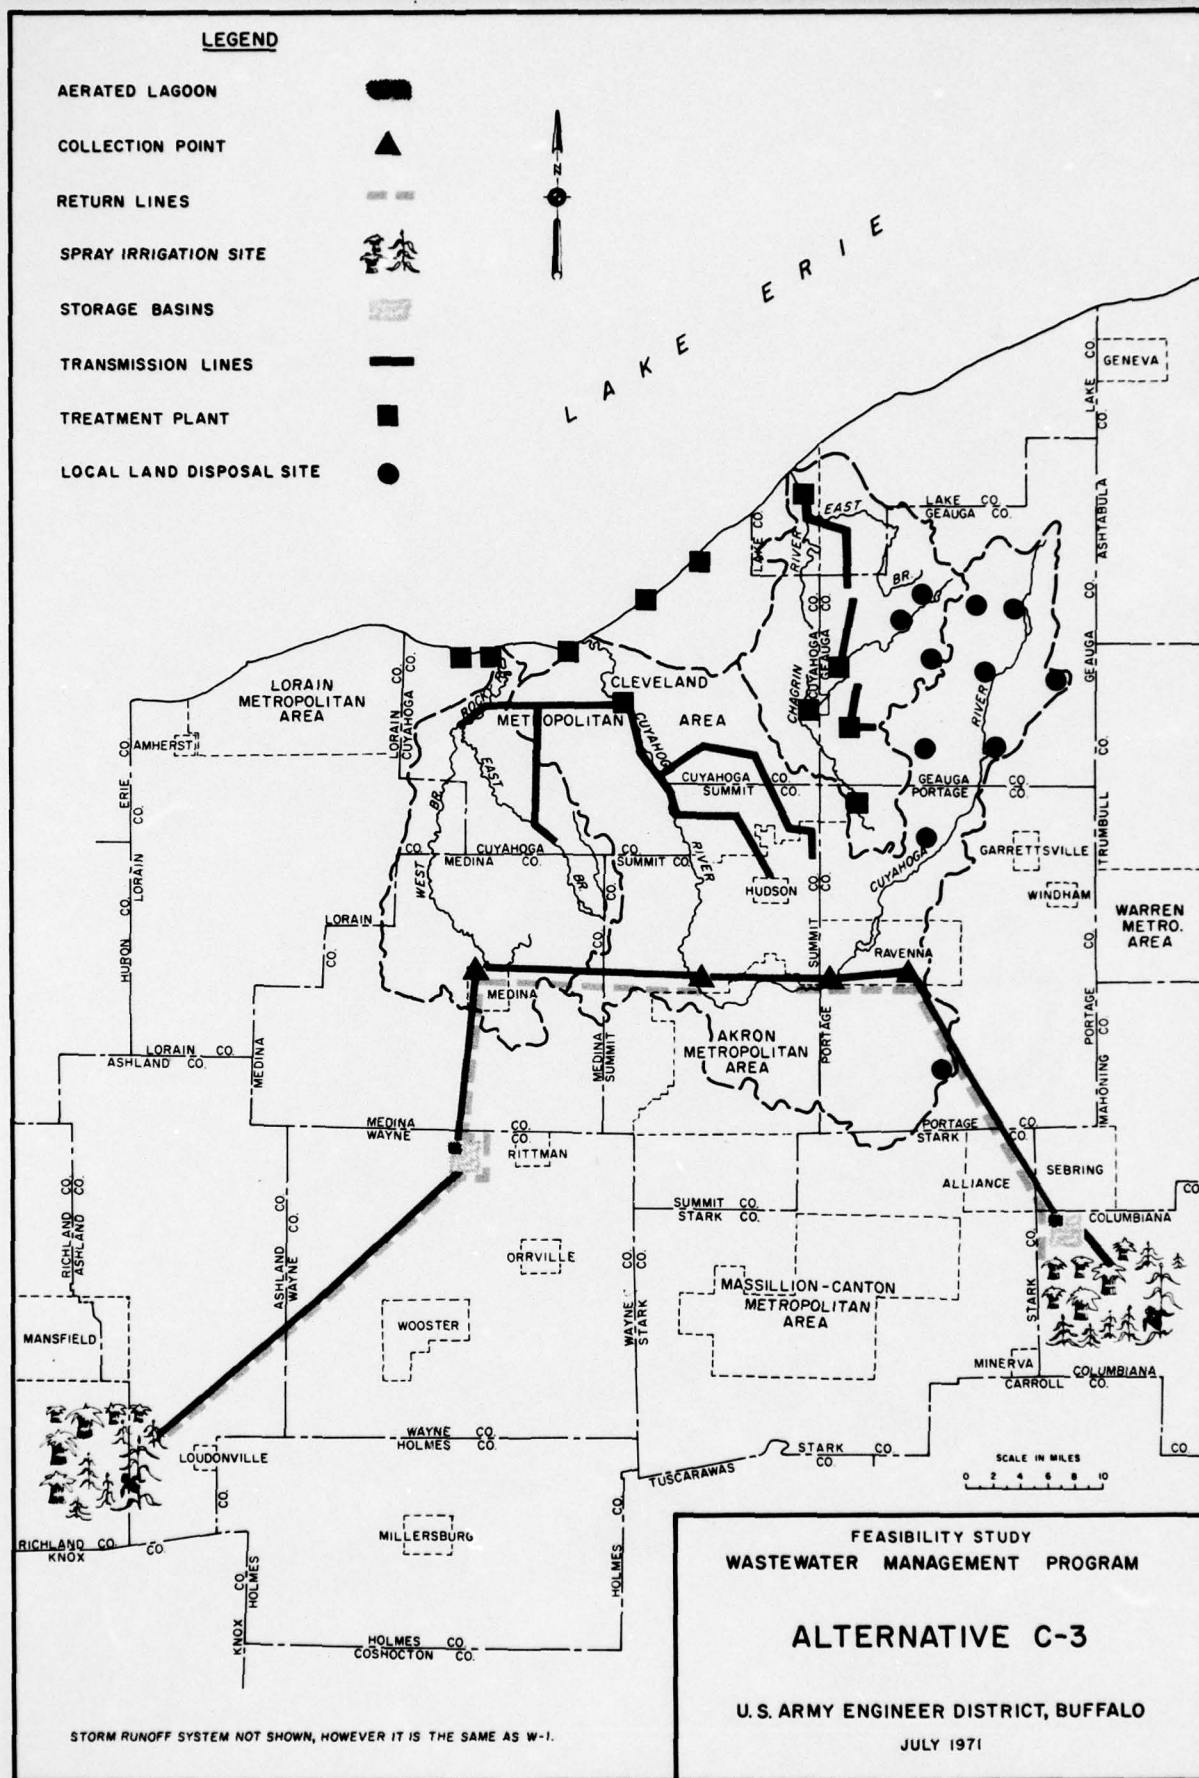 LEGEND
AERATED LAGOON
COLLECTION POINT
RETURN LINES
SPRAY IRRIGATION SITE
STORAGE BASINS
TRANSMISSION LINES
TREATMENT PLANT
LOCAL LAND DISPOSAL SITE
N
LAKE ERIE
GENEVA
LAKE CO.
ASHTABULA CO.
LAKE CO.
GEAUGA CO.
EAST
BR.
LAKE CO.
RIVER
CHAGRIN
CUYAHOGA CO.
GEAUGA CO.
GEAUGA CO.
TRUMBULL CO.
RIVER
CUYAHOGA
LORAIN
METROPOLITAN
AREA
AMHERST
LORAIN CO.
CUYAHOGA CO.
ERIE CO.
LORAIN CO.
HURON CO.
CLEVELAND
METROPOLITAN AREA
ROCKY R.
EAST
BR.
WEST
BR.
CUYAHOGA
RIVER
CUYAHOGA CO.
SUMMIT CO.
GEAUGA CO.
PORTAGE CO.
CUYAHOGA CO.
MEDINA CO.
SUMMIT CO.
HUDSON
GARRETTSVILLE
WINDHAM
WARREN
METRO.
AREA
LORAIN CO.
MEDINA
RAVENNA
SUMMIT CO.
PORTAGE CO.
MEDINA
AKRON
METROPOLITAN
AREA
MEDINA CO.
SUMMIT CO.
PORTAGE CO.
MAHONING CO.
LORAIN CO.
ASHLAND CO.
MEDINA CO.
WAYNE CO.
RITTMAN
PORTAGE CO.
STARK CO.
ALLIANCE
SEBRING
SUMMIT CO.
STARK CO.
COLUMBIANA
CO.
RICHLAND CO.
ASHLAND CO.
ASHLAND CO.
WAYNE CO.
ORRVILLE
WAYNE CO.
STARK CO.
MASSILLION-CANTON
METROPOLITAN
AREA
STARK CO.
MANSFIELD
WOOSTER
MINERVA
COLUMBIANA
CARROLL CO.
LOUDONVILLE
WAYNE CO.
HOLMES CO.
STARK CO.
CO.
TUSCARAWAS
CO.
SCALE IN MILES
0 2 4 6 8 10
RICHLAND CO.
KNOX CO.
CO.
MILLERSBURG
HOLMES CO.
KNOX CO.
HOLMES
HOLMES CO.
COSHOCTON CO.
FEASIBILITY STUDY
WASTEWATER MANAGEMENT PROGRAM
ALTERNATIVE C-3
U.S. ARMY ENGINEER DISTRICT, BUFFALO
JULY 1971
STORM RUNOFF SYSTEM NOT SHOWN, HOWEVER IT IS THE SAME AS W-1.